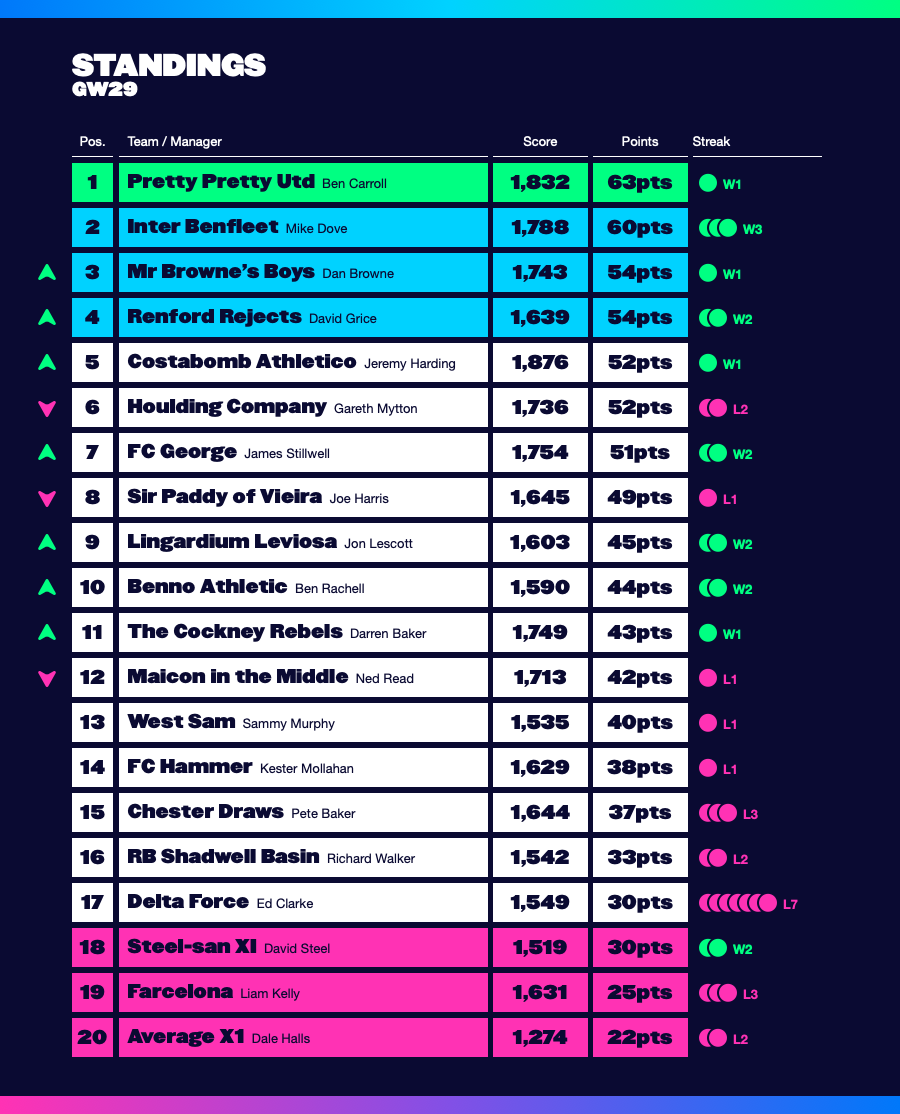 STANDINGS
GW29
Pos. Team / Manager Score Points Streak
1 Pretty Pretty Utd Ben Carroll 1,832 63pts W1
2 Inter Benfleet Mike Dove 1,788 60pts W3
3 Mr Browne’s Boys Dan Browne 1,743 54pts W1
4 Renford Rejects David Grice 1,639 54pts W2
5 Costabomb Athletico Jeremy Harding 1,876 52pts W1
6 Houlding Company Gareth Mytton 1,736 52pts L2
7 FC George James Stillwell 1,754 51pts W2
8 Sir Paddy of Vieira Joe Harris 1,645 49pts L1
9 Lingardium Leviosa Jon Lescott 1,603 45pts W2
10 Benno Athletic Ben Rachell 1,590 44pts W2
11 The Cockney Rebels Darren Baker 1,749 43pts W1
12 Maicon in the Middle Ned Read 1,713 42pts L1
13 West Sam Sammy Murphy 1,535 40pts L1
14 FC Hammer Kester Mollahan 1,629 38pts L1
15 Chester Draws Pete Baker 1,644 37pts L3
16 RB Shadwell Basin Richard Walker 1,542 33pts L2
17 Delta Force Ed Clarke 1,549 30pts L7
18 Steel-san XI David Steel 1,519 30pts W2
19 Farcelona Liam Kelly 1,631 25pts L3
20 Average X1 Dale Halls 1,274 22pts L2